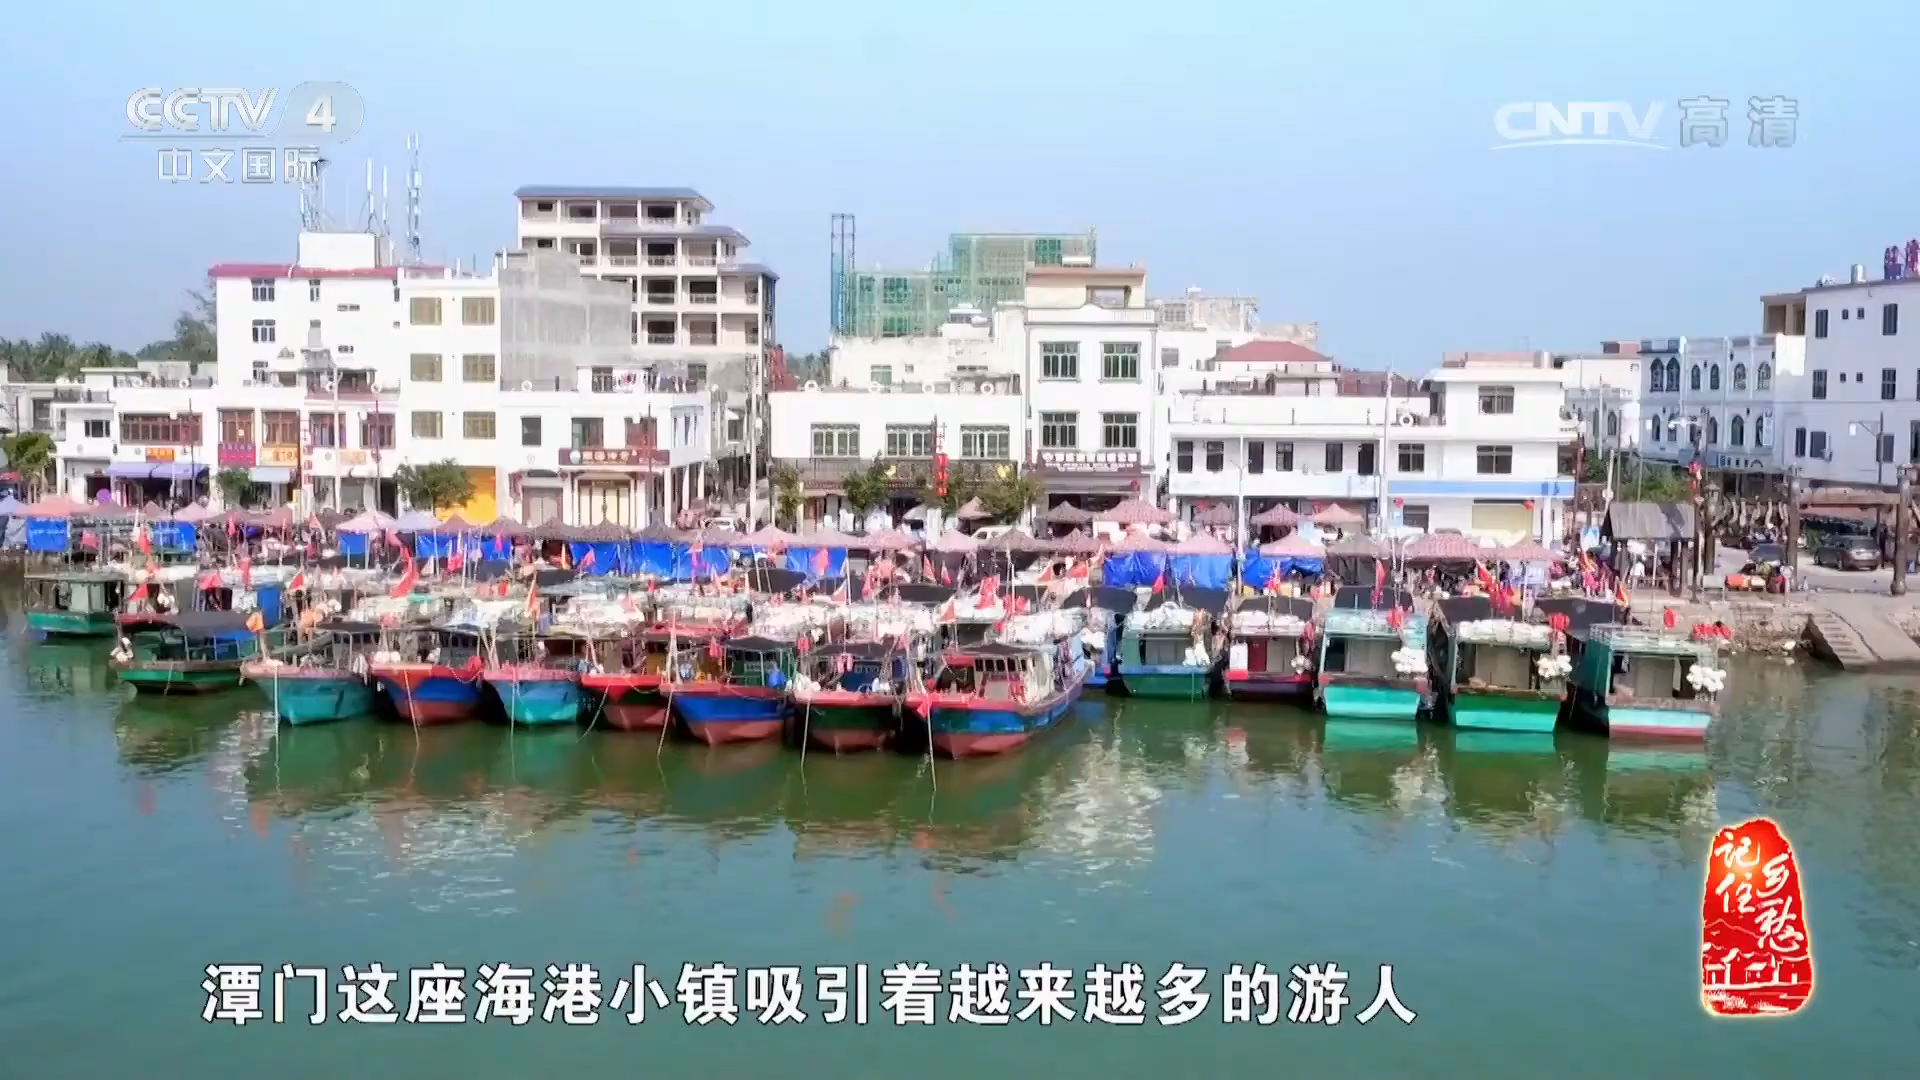 CCTV 4
中文国际
CNTV 高清
记住
乡愁
潭门这座海港小镇吸引着越来越多的游人